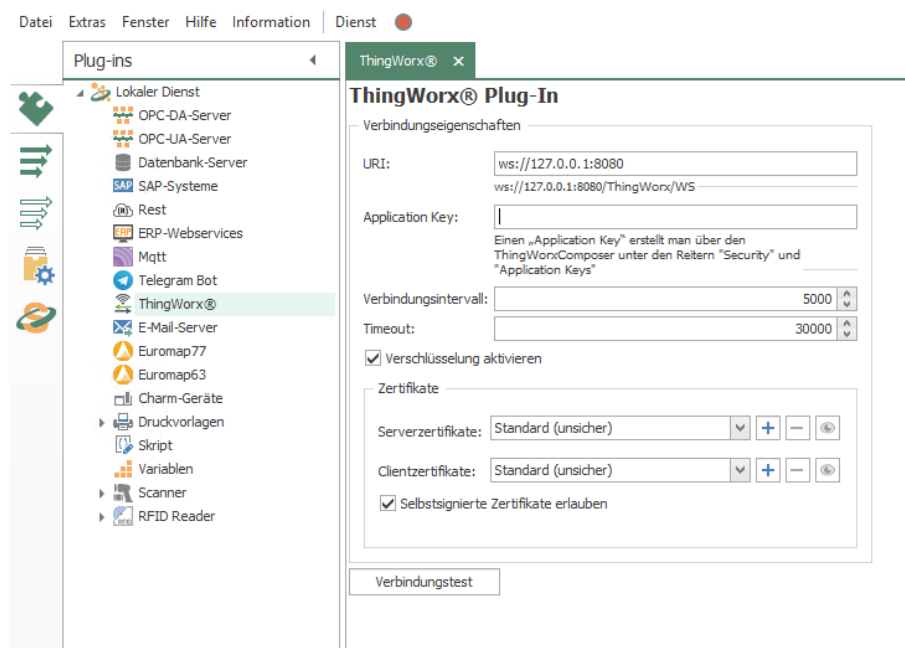 Datei Extras Fenster Hilfe Information Dienst
Plug-ins
Lokaler Dienst
OPC-DA-Server
OPC-UA-Server
Datenbank-Server
SAP SAP-Systeme
{R} Rest
ERP ERP-Webservices
Mqtt
Telegram Bot
ThingWorx®
E-Mail-Server
Euromap77
Euromap63
Charm-Geräte
Druckvorlagen
Skript
Variablen
Scanner
RFID RFID Reader
ThingWorx® ×
ThingWorx® Plug-In
Verbindungseigenschaften
URI: ws://127.0.0.1:8080
ws://127.0.0.1:8080/ThingWorx/WS
Application Key:
Einen „Application Key“ erstellt man über den
ThingWorxComposer unter den Reitern "Security" und
"Application Keys"
Verbindungsintervall: 5000
Timeout: 30000
Verschlüsselung aktivieren
Zertifikate
Serverzertifikate: Standard (unsicher)
Clientzertifikate: Standard (unsicher)
Selbstsignierte Zertifikate erlauben
Verbindungstest